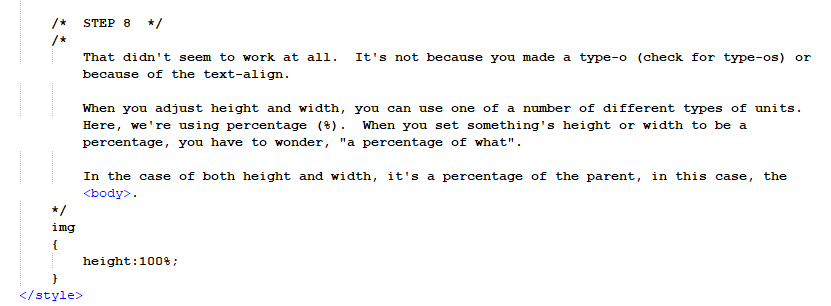 /*  STEP 8  */
/*
That didn't seem to work at all.  It's not because you made a type-o (check for type-os) or
because of the text-align.
When you adjust height and width, you can use one of a number of different types of units.
Here, we're using percentage (%).  When you set something's height or width to be a
percentage, you have to wonder, "a percentage of what".
In the case of both height and width, it's a percentage of the parent, in this case, the
<body>.
*/
img
{
height:100%;
}
</style>